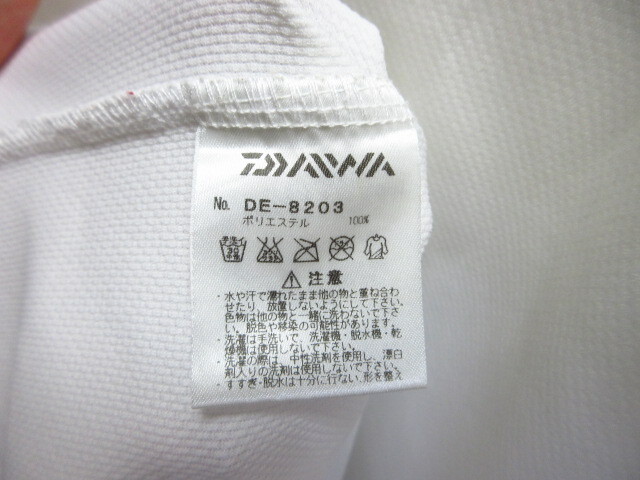 DAIWA
No. DE-8203
ポリエステル 100%
⚠ 注意
・水や汗で濡れたまま他の物と重ね合わ
せたり、放置しないようにして下さい。
色物は他の物と一緒に洗わないで下さ
い。脱色や移染の可能性があります。
・洗濯は手洗いで、洗濯機・脱水機・乾
燥機は使用しないで下さい。
・洗濯の際は、中性洗剤を使用し、漂白
剤入りの洗剤は使用しないで下さい。
・すすぎ・脱水は十分に行ない、形を整え